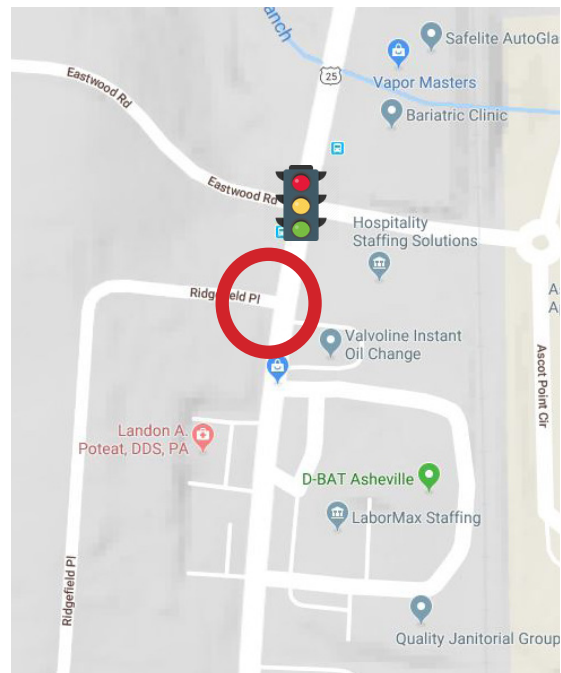 anch
Safelite AutoGla
25
Vapor Masters
Eastwood Rd
Bariatric Clinic
Eastwood Rd
Hospitality
Staffing Solutions
Ridgefield Pl
A
A
Valvoline Instant
Oil Change
Ascot Point Cir
Landon A.
Poteat, DDS, PA
D-BAT Asheville
LaborMax Staffing
Ridgefield Pl
Quality Janitorial Group